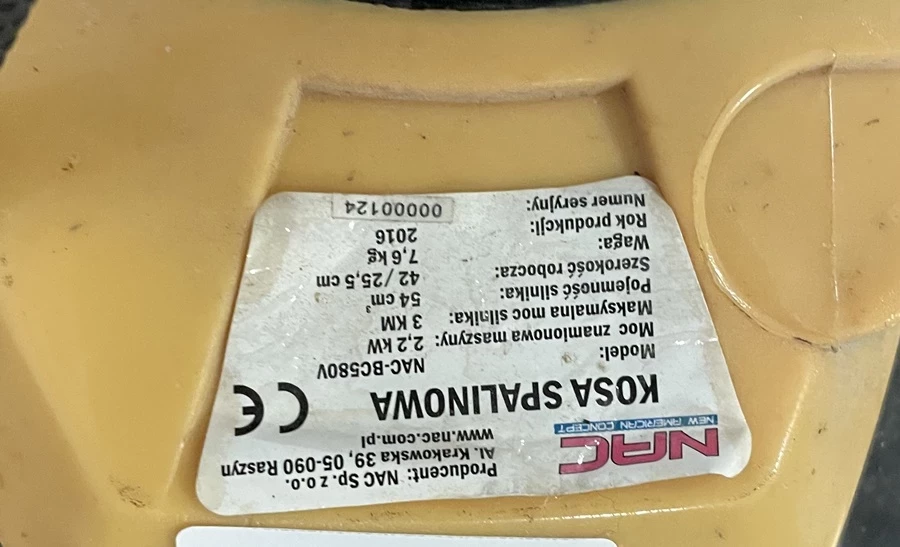 NAC
NEW AMERICAN CONCEPT
Producent: NAC Sp. z o.o.
Al. Krakowska 39, 05-090 Raszyn
www.nac.com.pl
KOSA SPALINOWA
CE
Model: NAC-BC580V
Moc znamionowa maszyny: 2,2 kW
Maksymalna moc silnika: 3 KM
Pojemność silnika: 54 cm³
Szerokość robocza: 42 / 25,5 cm
Waga: 7,6 kg
Rok produkcji: 2016
Numer seryjny: 00000124